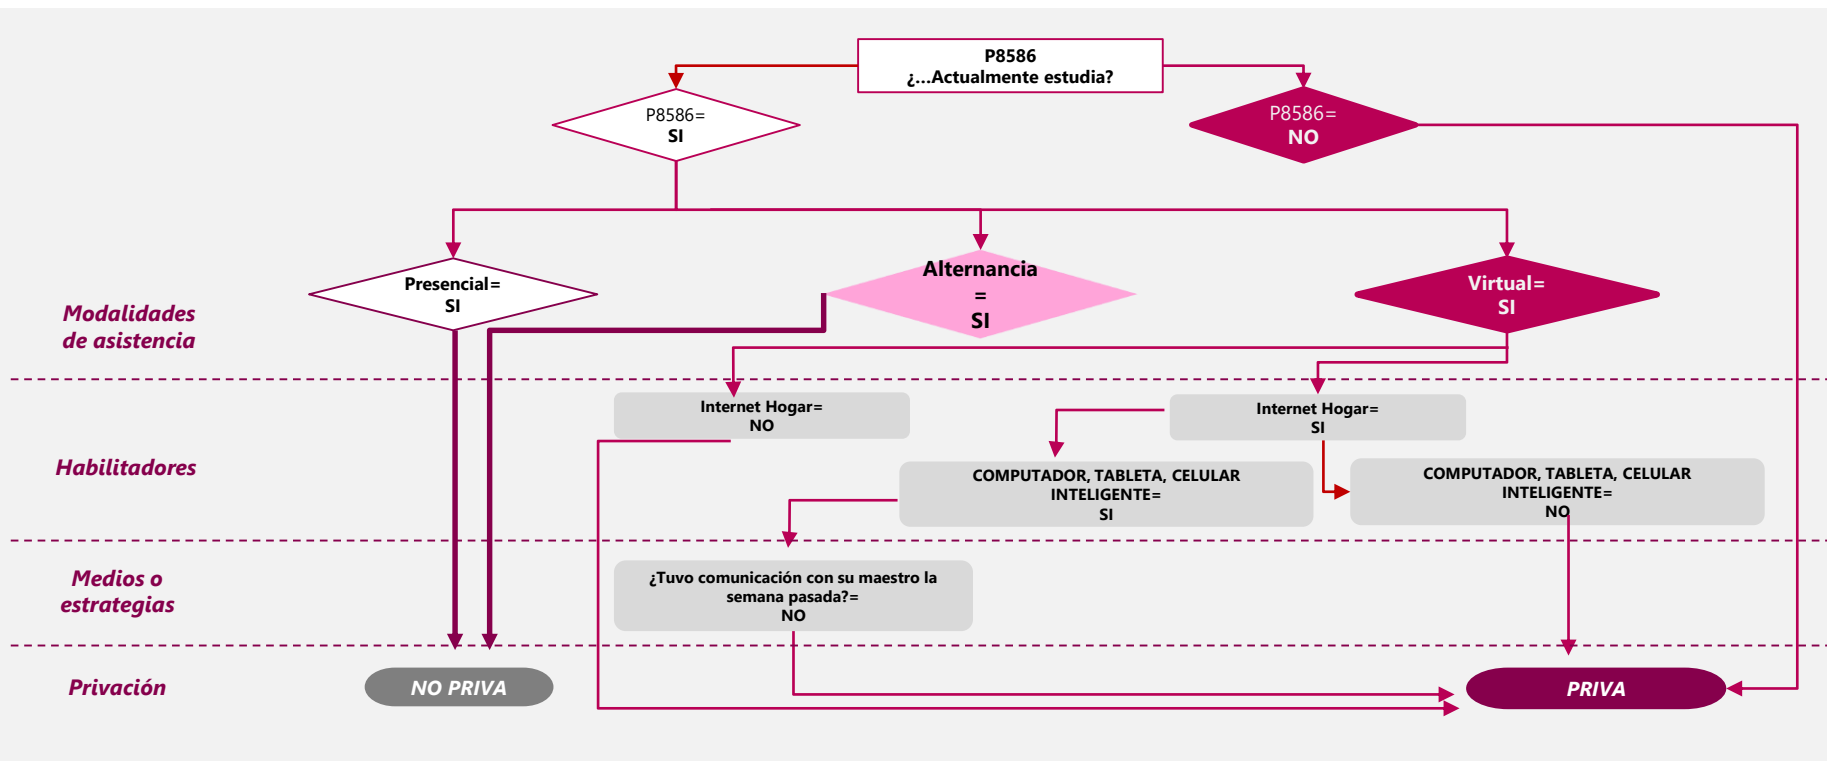 P8586
¿...Actualmente estudia?
P8586=
SI
P8586=
NO
Presencial=
SI
Alternancia
=
SI
Virtual=
SI
Modalidades
de asistencia
Internet Hogar=
NO
Internet Hogar=
SI
Habilitadores
COMPUTADOR, TABLETA, CELULAR
INTELIGENTE=
SI
COMPUTADOR, TABLETA, CELULAR
INTELIGENTE=
NO
Medios o
estrategias
¿Tuvo comunicación con su maestro la
semana pasada?=
NO
Privación
NO PRIVA
PRIVA